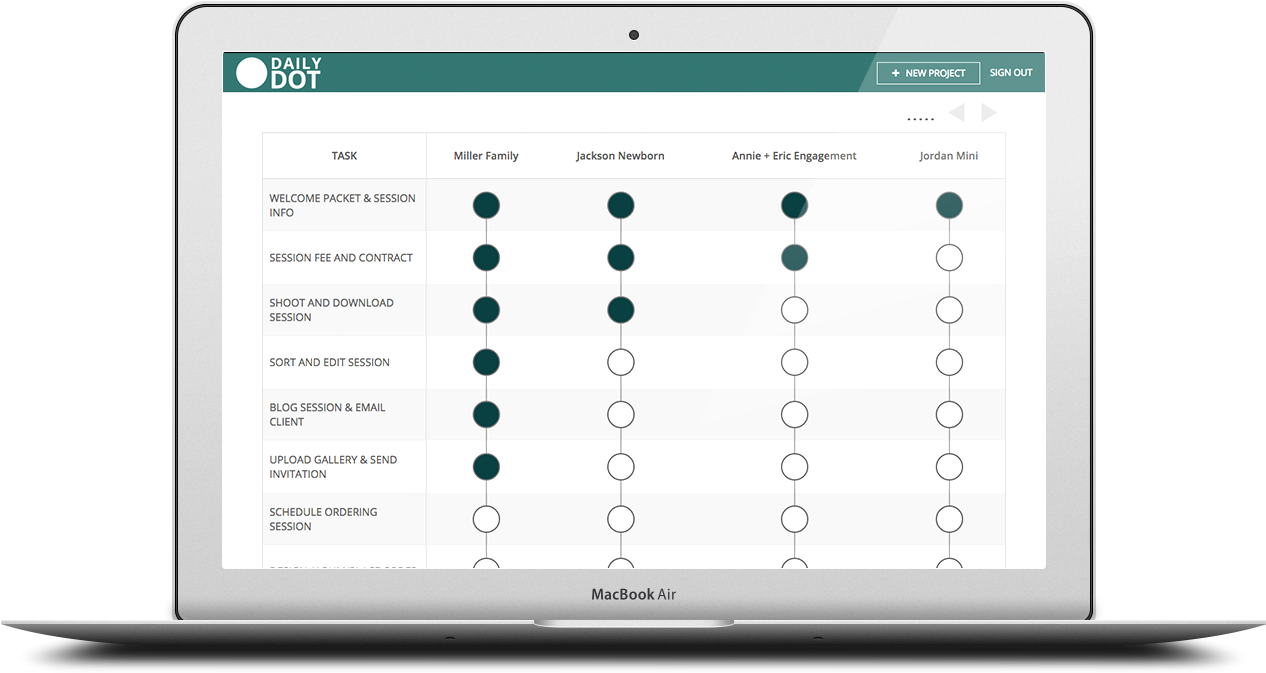 DAILY
DOT
+ NEW PROJECT
SIGN OUT
.....
TASK
Miller Family
Jackson Newborn
Annie + Eric Engagement
Jordan Mini
WELCOME PACKET & SESSION
INFO
SESSION FEE AND CONTRACT
SHOOT AND DOWNLOAD
SESSION
SORT AND EDIT SESSION
BLOG SESSION & EMAIL
CLIENT
UPLOAD GALLERY & SEND
INVITATION
SCHEDULE ORDERING
SESSION
MacBook Air